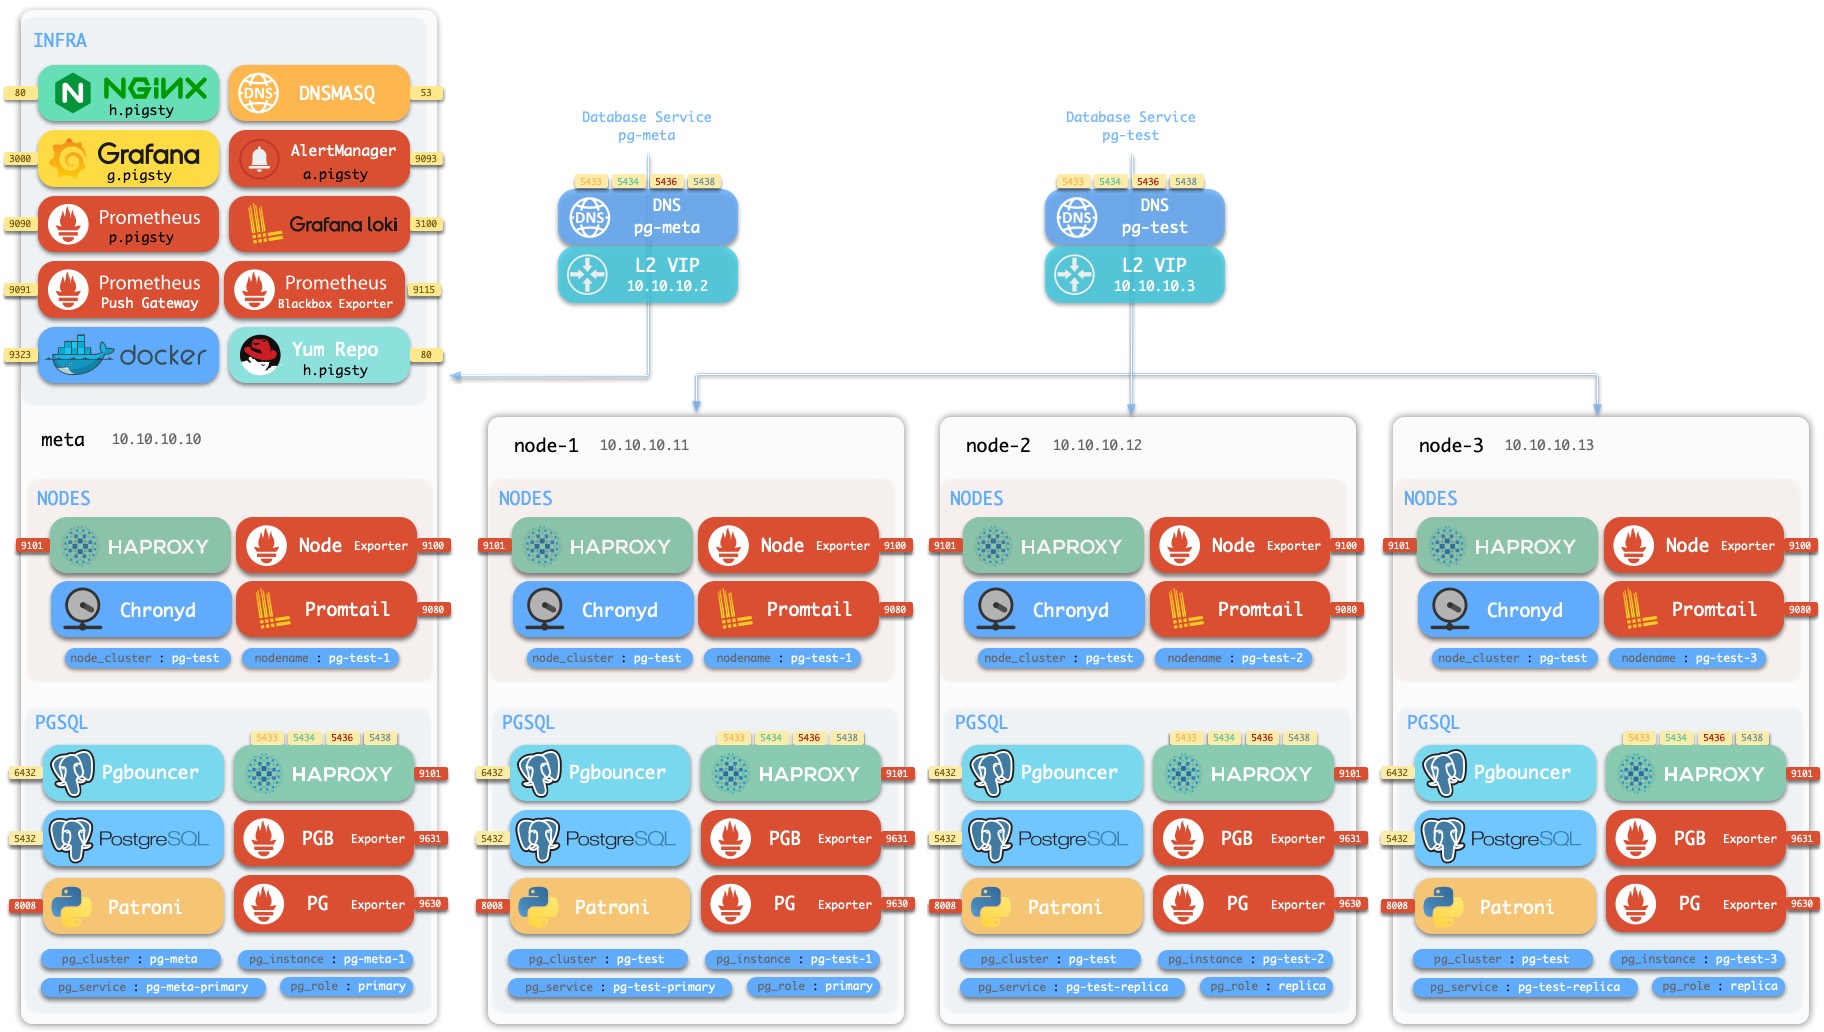 INFRA
80
NGINX
h.pigsty
DNSMASQ
53
3000
Grafana
g.pigsty
AlertManager
a.pigsty
9093
9090
Prometheus
p.pigsty
Grafana loki
3100
9091
Prometheus
Push Gateway
Prometheus
Blackbox Exporter
9115
9323
docker
Yum Repo
h.pigsty
80
Database Service
pg-meta
5433 5434 5436 5438
DNS
DNS
pg-meta
L2 VIP
10.10.10.2
Database Service
pg-test
5433 5434 5436 5438
DNS
DNS
pg-test
L2 VIP
10.10.10.3
meta 10.10.10.10
NODES
9101 HAPROXY Node Exporter 9100
Chronyd Promtail 9080
node_cluster : pg-test nodename : pg-test-1
PGSQL
5433 5434 5436 5438
6432 Pgbouncer HAPROXY 9101
5432 PostgreSQL PGB Exporter 9631
8008 Patroni PG Exporter 9630
pg_cluster : pg-meta pg_instance : pg-meta-1
pg_service : pg-meta-primary pg_role : primary
node-1 10.10.10.11
NODES
9101 HAPROXY Node Exporter 9100
Chronyd Promtail 9080
node_cluster : pg-test nodename : pg-test-1
PGSQL
5433 5434 5436 5438
6432 Pgbouncer HAPROXY 9101
5432 PostgreSQL PGB Exporter 9631
8008 Patroni PG Exporter 9630
pg_cluster : pg-test pg_instance : pg-test-1
pg_service : pg-test-primary pg_role : primary
node-2 10.10.10.12
NODES
9101 HAPROXY Node Exporter 9100
Chronyd Promtail 9080
node_cluster : pg-test nodename : pg-test-2
PGSQL
5433 5434 5436 5438
6432 Pgbouncer HAPROXY 9101
5432 PostgreSQL PGB Exporter 9631
8008 Patroni PG Exporter 9630
pg_cluster : pg-test pg_instance : pg-test-2
pg_service : pg-test-replica pg_role : replica
node-3 10.10.10.13
NODES
9101 HAPROXY Node Exporter 9100
Chronyd Promtail 9080
node_cluster : pg-test nodename : pg-test-3
PGSQL
5433 5434 5436 5438
6432 Pgbouncer HAPROXY 9101
5432 PostgreSQL PGB Exporter 9631
8008 Patroni PG Exporter 9630
pg_cluster : pg-test pg_instance : pg-test-3
pg_service : pg-test-replica pg_role : replica